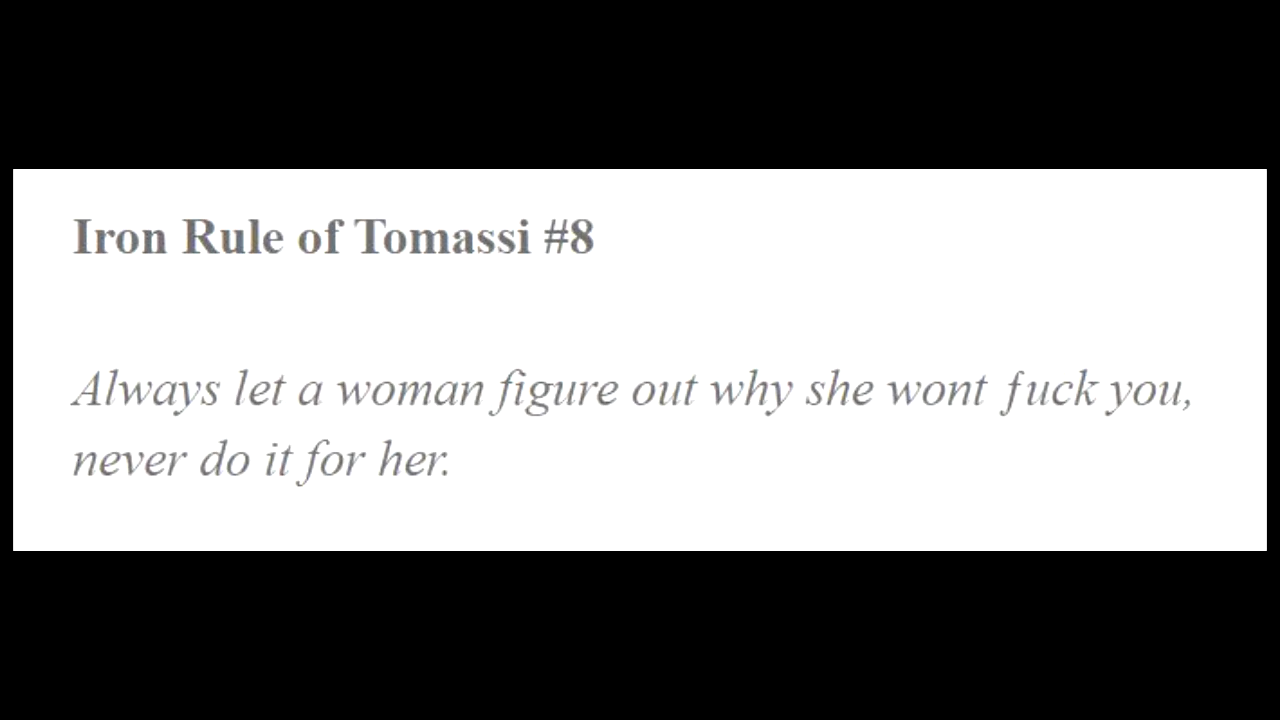 Iron Rule of Tomassi #8
Always let a woman figure out why she wont fuck you,
never do it for her.